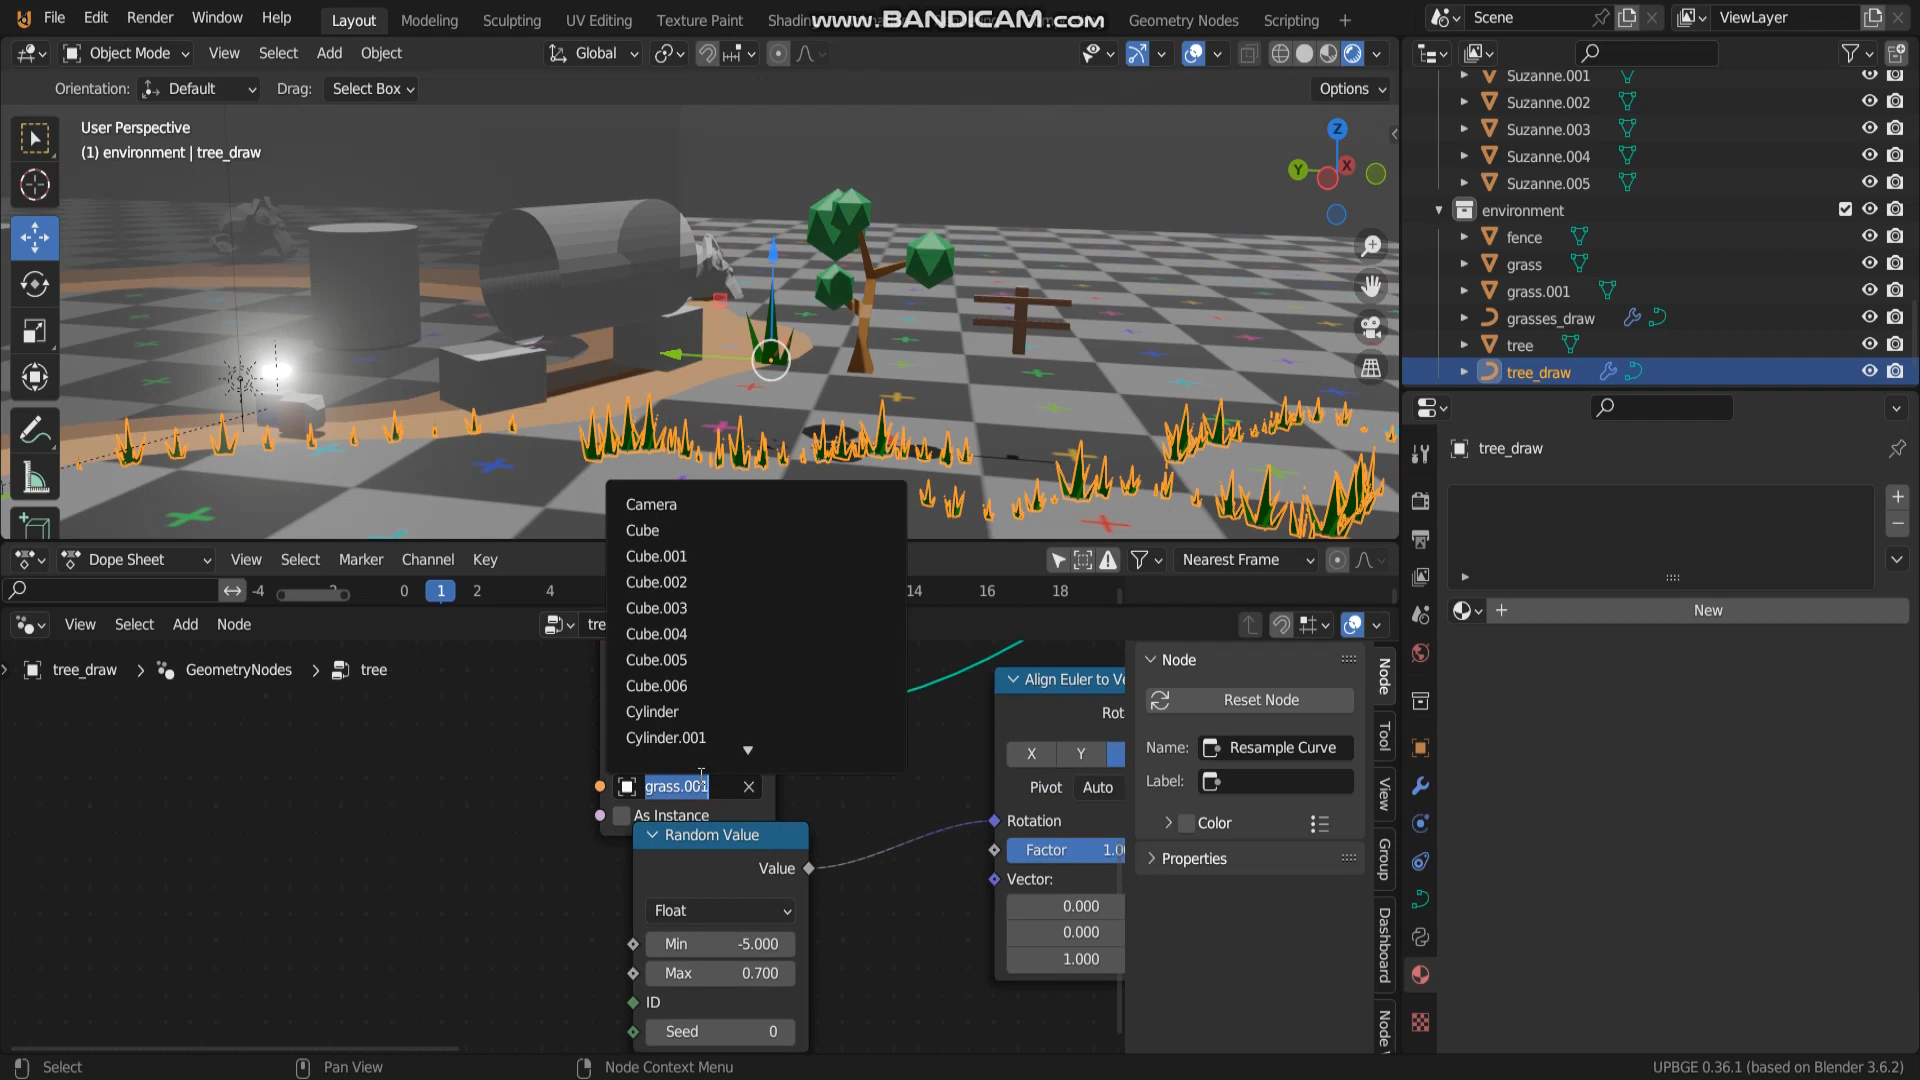 File Edit Render Window Help Layout Modeling Sculpting UV Editing Texture Paint Shadin www.BANDICAM.com Geometry Nodes Scripting + Scene ViewLayer
Object Mode View Select Add Object Global
Orientation: Default Drag: Select Box Options
User Perspective
(1) environment | tree_draw
Z
Y
X
Suzanne.001
Suzanne.002
Suzanne.003
Suzanne.004
Suzanne.005
environment
fence
grass
grass.001
grasses_draw
tree
tree_draw
tree_draw
New
Dope Sheet View Select Marker Channel Key Nearest Frame
-4 0 1 2 4 14 16 18
View Select Add Node tre
tree_draw > GeometryNodes > tree
Camera
Cube
Cube.001
Cube.002
Cube.003
Cube.004
Cube.005
Cube.006
Cylinder
Cylinder.001
grass.001
As Instance
Random Value
Value
Float
Min -5.000
Max 0.700
ID
Seed 0
Align Euler to Ve
Rot
X Y
Pivot Auto
Rotation
Factor 1.0
Vector:
0.000
0.000
1.000
Node
Reset Node
Name: Resample Curve
Label:
Color
Properties
Node
Tool
View
Group
Dashboard
Node
Select Pan View Node Context Menu UPBGE 0.36.1 (based on Blender 3.6.2)